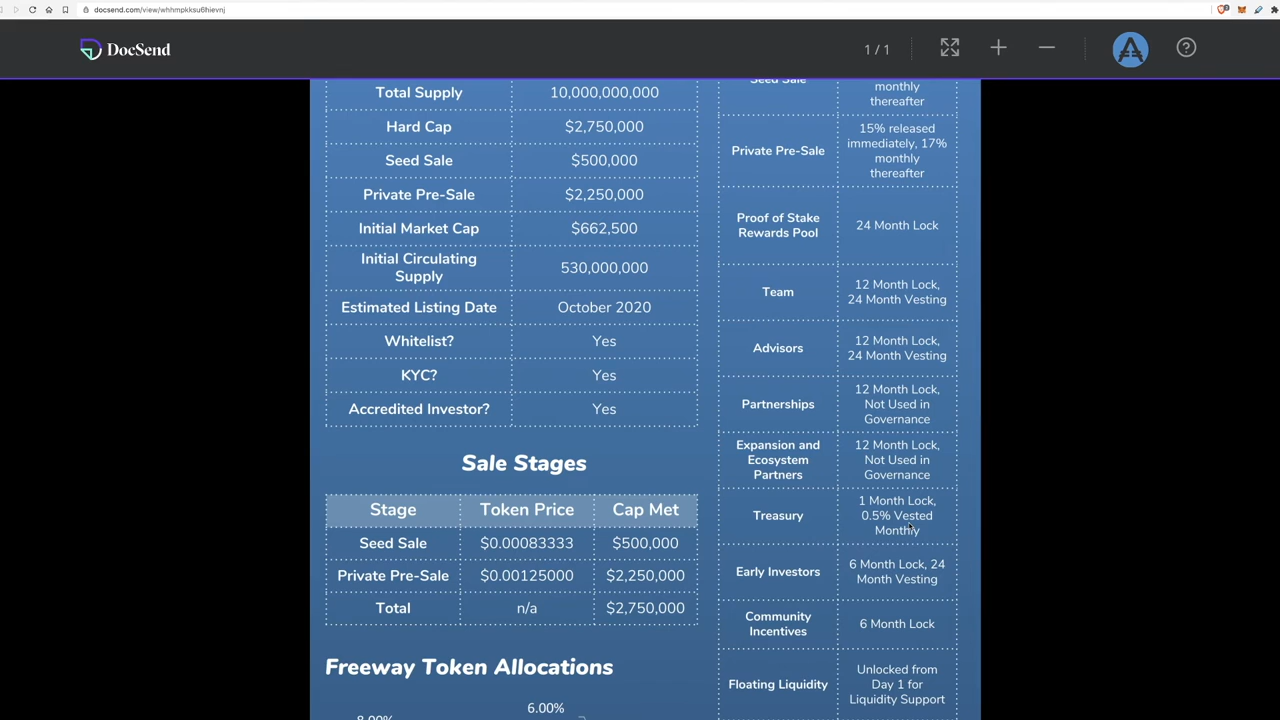 docsend.com/view/whhmpkksu6hievnj
DocSend
1 / 1
Total Supply 10,000,000,000
Hard Cap $2,750,000
Seed Sale $500,000
Private Pre-Sale $2,250,000
Initial Market Cap $662,500
Initial Circulating
Supply
530,000,000
Estimated Listing Date October 2020
Whitelist? Yes
KYC? Yes
Accredited Investor? Yes
Sale Stages
Stage Token Price Cap Met
Seed Sale $0.00083333 $500,000
Private Pre-Sale $0.00125000 $2,250,000
Total n/a $2,750,000
Freeway Token Allocations
6.00%
8.00%
Seed Sale
monthly
thereafter
Private Pre-Sale
15% released
immediately, 17%
monthly
thereafter
Proof of Stake
Rewards Pool
24 Month Lock
Team
12 Month Lock,
24 Month Vesting
Advisors
12 Month Lock,
24 Month Vesting
Partnerships
12 Month Lock,
Not Used in
Governance
Expansion and
Ecosystem
Partners
12 Month Lock,
Not Used in
Governance
Treasury
1 Month Lock,
0.5% Vested
Monthly
Early Investors
6 Month Lock, 24
Month Vesting
Community
Incentives
6 Month Lock
Floating Liquidity
Unlocked from
Day 1 for
Liquidity Support